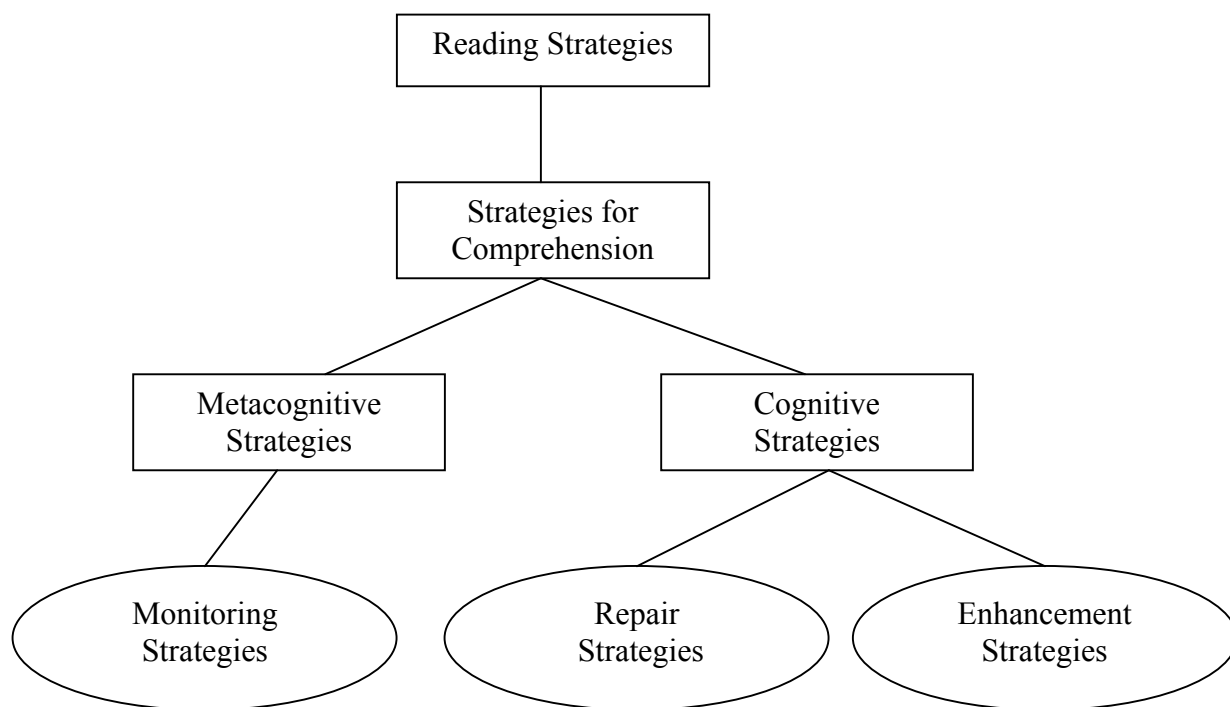 Reading Strategies
Strategies for
Comprehension
Metacognitive
Strategies
Cognitive
Strategies
Monitoring
Strategies
Repair
Strategies
Enhancement
Strategies